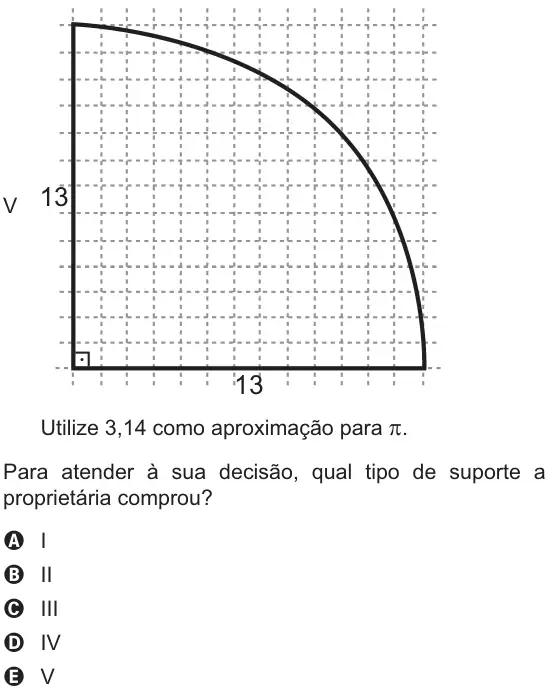 V
13
13
Utilize 3,14 como aproximação para π.
Para atender à sua decisão, qual tipo de suporte a
proprietária comprou?
A I
B II
C III
D IV
E V